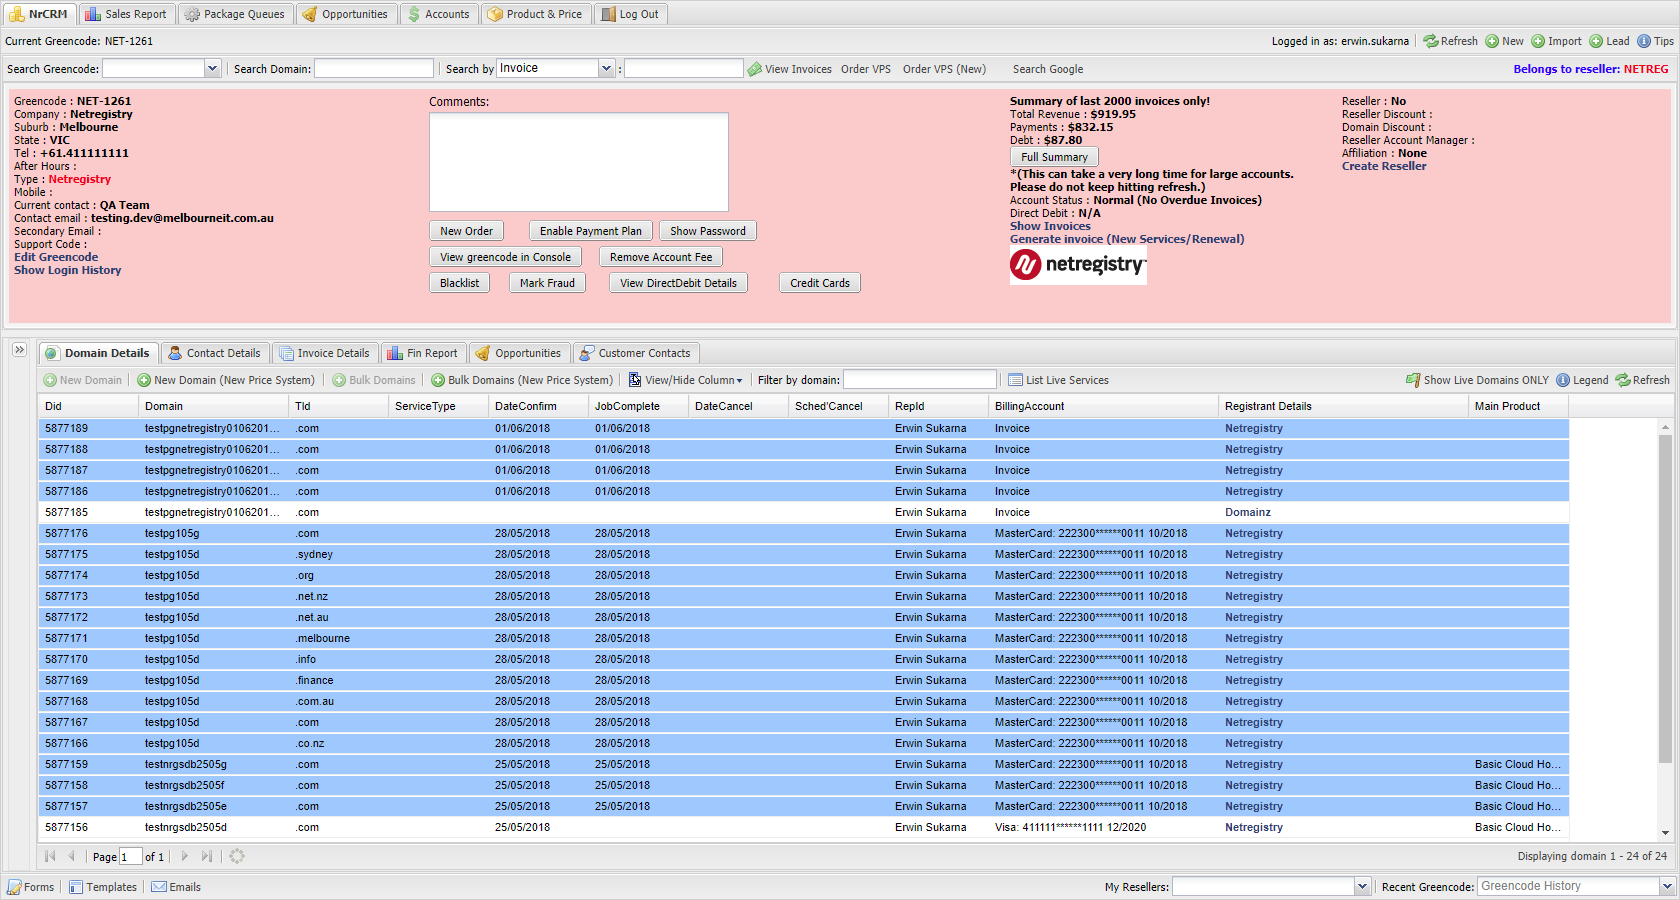 NrCRM Sales Report Package Queues Opportunities Accounts Product & Price Log Out
Current Greencode: NET-1261 Logged in as: erwin.sukarna Refresh New Import Lead Tips
Search Greencode: Search Domain: Search by Invoice : View Invoices Order VPS Order VPS (New) Search Google Belongs to reseller: NETREG
Greencode : NET-1261
Company : Netregistry
Suburb : Melbourne
State : VIC
Tel : +61.411111111
After Hours :
Type : Netregistry
Mobile :
Current contact : QA Team
Contact email : testing.dev@melbourneit.com.au
Secondary Email :
Support Code :
Edit Greencode
Show Login History
Comments:
New Order Enable Payment Plan Show Password
View greencode in Console Remove Account Fee
Blacklist Mark Fraud View DirectDebit Details Credit Cards
Summary of last 2000 invoices only!
Total Revenue : $919.95
Payments : $832.15
Debt : $87.80
Full Summary
*(This can take a very long time for large accounts.
Please do not keep hitting refresh.)
Account Status : Normal (No Overdue Invoices)
Direct Debit : N/A
Show Invoices
Generate invoice (New Services/Renewal)
netregistry
Reseller : No
Reseller Discount :
Domain Discount :
Reseller Account Manager :
Affiliation : None
Create Reseller
Domain Details Contact Details Invoice Details Fin Report Opportunities Customer Contacts
New Domain New Domain (New Price System) Bulk Domains Bulk Domains (New Price System) View/Hide Column Filter by domain: List Live Services Show Live Domains ONLY Legend Refresh
Did Domain Tld ServiceType DateConfirm JobComplete DateCancel Sched'Cancel RepId BillingAccount Registrant Details Main Product
5877189 testpgnetregistry0106201... .com 01/06/2018 01/06/2018 Erwin Sukarna Invoice Netregistry
5877188 testpgnetregistry0106201... .com 01/06/2018 01/06/2018 Erwin Sukarna Invoice Netregistry
5877187 testpgnetregistry0106201... .com 01/06/2018 01/06/2018 Erwin Sukarna Invoice Netregistry
5877186 testpgnetregistry0106201... .com 01/06/2018 01/06/2018 Erwin Sukarna Invoice Netregistry
5877185 testpgnetregistry0106201... .com Erwin Sukarna Invoice Domainz
5877176 testpg105g .com 28/05/2018 28/05/2018 Erwin Sukarna MasterCard: 222300******0011 10/2018 Netregistry
5877175 testpg105d .sydney 28/05/2018 28/05/2018 Erwin Sukarna MasterCard: 222300******0011 10/2018 Netregistry
5877174 testpg105d .org 28/05/2018 28/05/2018 Erwin Sukarna MasterCard: 222300******0011 10/2018 Netregistry
5877173 testpg105d .net.nz 28/05/2018 28/05/2018 Erwin Sukarna MasterCard: 222300******0011 10/2018 Netregistry
5877172 testpg105d .net.au 28/05/2018 28/05/2018 Erwin Sukarna MasterCard: 222300******0011 10/2018 Netregistry
5877171 testpg105d .melbourne 28/05/2018 28/05/2018 Erwin Sukarna MasterCard: 222300******0011 10/2018 Netregistry
5877170 testpg105d .info 28/05/2018 28/05/2018 Erwin Sukarna MasterCard: 222300******0011 10/2018 Netregistry
5877169 testpg105d .finance 28/05/2018 28/05/2018 Erwin Sukarna MasterCard: 222300******0011 10/2018 Netregistry
5877168 testpg105d .com.au 28/05/2018 28/05/2018 Erwin Sukarna MasterCard: 222300******0011 10/2018 Netregistry
5877167 testpg105d .com 28/05/2018 28/05/2018 Erwin Sukarna MasterCard: 222300******0011 10/2018 Netregistry
5877166 testpg105d .co.nz 28/05/2018 28/05/2018 Erwin Sukarna MasterCard: 222300******0011 10/2018 Netregistry
5877159 testnrgsdb2505g .com 25/05/2018 25/05/2018 Erwin Sukarna MasterCard: 222300******0011 10/2018 Netregistry Basic Cloud Ho...
5877158 testnrgsdb2505f .com 25/05/2018 25/05/2018 Erwin Sukarna MasterCard: 222300******0011 10/2018 Netregistry Basic Cloud Ho...
5877157 testnrgsdb2505e .com 25/05/2018 25/05/2018 Erwin Sukarna MasterCard: 222300******0011 10/2018 Netregistry Basic Cloud Ho...
5877156 testnrgsdb2505d .com 25/05/2018 Erwin Sukarna Visa: 411111******1111 12/2020 Netregistry Basic Cloud Ho...
Page 1 of 1 Displaying domain 1 - 24 of 24
Forms Templates Emails My Resellers: Recent Greencode: Greencode History